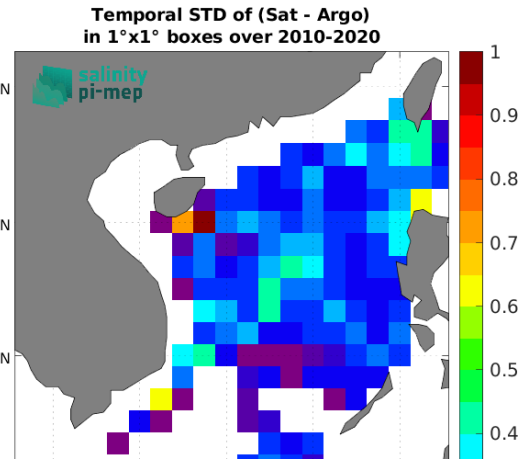 Temporal STD of (Sat - Argo)
in 1°x1° boxes over 2010-2020
salinity
pi-mep
N
N
N
1
0.9
0.8
0.7
0.6
0.5
0.4